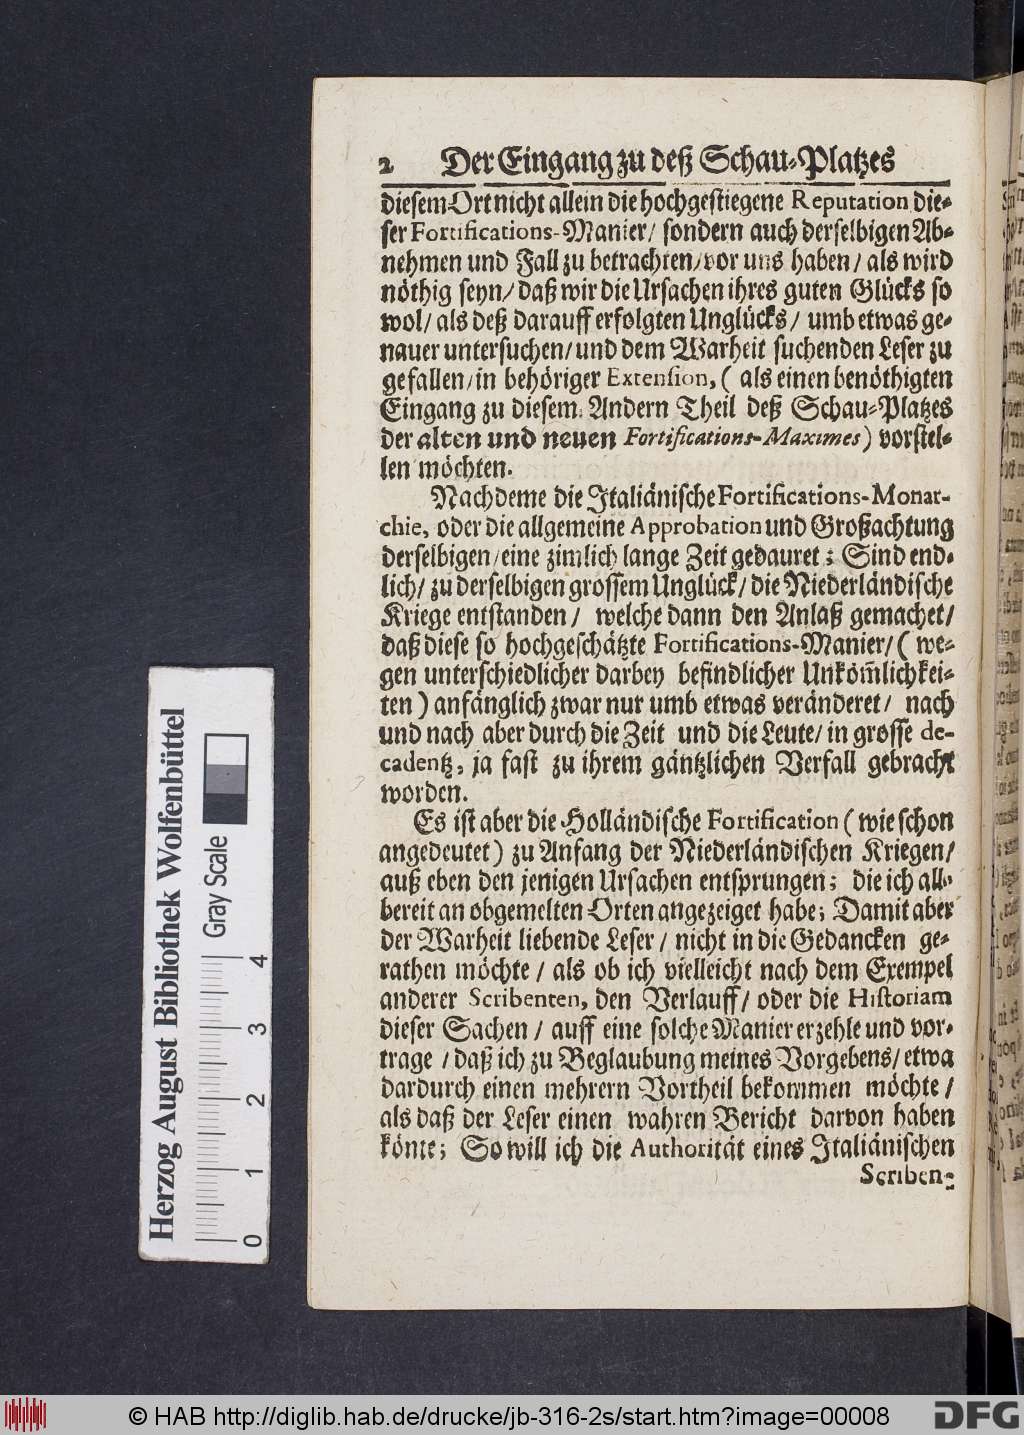 2 Der Eingang zu deß Schau-Platzes
diesem Ort nicht allein die hochgestiegene Reputation die-
ser Fortifications-Manier/ sondern auch derselbigen Ab-
nehmen und Fall zu betrachten/ vor uns haben/ als wird
nöthig seyn/ daß wir die Ursachen ihres guten Glücks so
wol/ als deß darauff erfolgten Unglücks/ umb etwas ge-
nauer untersuchen/ und dem Warheit suchenden Leser zu
gefallen/ in behöriger Extension, ( als einen benöthigten
Eingang zu diesem Andern Theil deß Schau-Platzes
der alten und neuen Fortifications-Maximes) vorstel-
len möchten.
Nachdeme die Italiänische Fortifications-Monar-
chie, oder die allgemeine Approbation und Großachtung
derselbigen/ eine zimlich lange Zeit gedauret; Sind end-
lich/ zu derselbigen grossem Unglück/ die Niederländische
Kriege entstanden/ welche dann den Anlaß gemachet/
daß diese so hochgeschätzte Fortifications-Manier/ ( we-
gen unterschiedlicher darbey befindlicher Unköm̃lichkei-
ten ) anfänglich zwar nur umb etwas veränderet/ nach
und nach aber durch die Zeit und die Leute/ in grosse de-
cadentz, ja fast zu ihrem gäntzlichen Verfall gebracht
worden.
Es ist aber die Holländische Fortification ( wie schon
angedeutet ) zu Anfang der Niederländischen Kriegen/
auß eben den jenigen Ursachen entsprungen; die ich all-
bereit an obgemelten Orten angezeiget habe; Damit aber
der Warheit liebende Leser / nicht in die Gedancken ge-
rathen möchte / als ob ich vielleicht nach dem Exempel
anderer Scribenten, den Verlauff/ oder die Historiam
dieser Sachen / auff eine solche Manier erzehle und vor-
trage / daß ich zu Beglaubung meines Vorgebens/ etwa
dardurch einen mehrern Vortheil bekommen möchte /
als daß der Leser einen wahren Bericht darvon haben
könte; So will ich die Authorität eines Italiänischen
Scriben-
Herzog August Bibliothek Wolfenbüttel
Gray Scale
0 1 2 3 4
© HAB http://diglib.hab.de/drucke/jb-316-2s/start.htm?image=00008
DFG